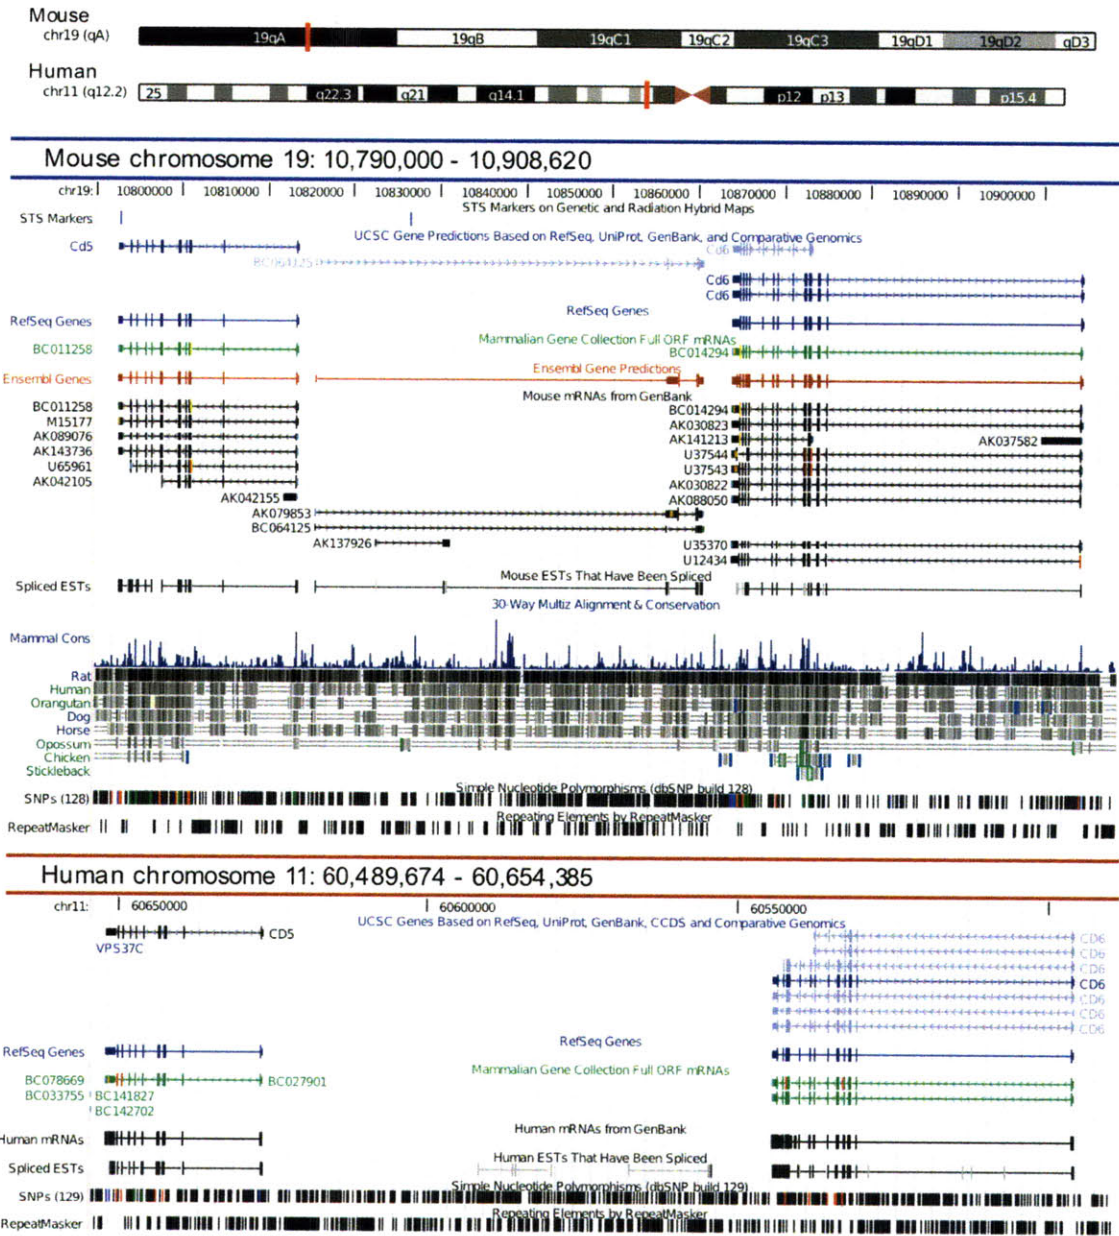 Mouse
chr19 (qA)
19qA 19qB 19qC1 19qC2 19qC3 19qD1 19qD2 qD3
Human
chr11 (q12.2)
25 q22.3 q21 q14.1 p12 p13 p15.4
Mouse chromosome 19: 10,790,000 - 10,908,620
chr19: 10800000 10810000 10820000 10830000 10840000 10850000 10860000 10870000 10880000 10890000 10900000
STS Markers on Genetic and Radiation Hybrid Maps
STS Markers
UCSC Gene Predictions Based on RefSeq, UniProt, GenBank, and Comparative Genomics
Cd5 Cd6
BC064125
Cd6
Cd6
RefSeq Genes
RefSeq Genes
Mammalian Gene Collection Full ORF mRNAs
BC011258 BC014294
Ensembl Gene Predictions
Ensembl Genes
Mouse mRNAs from GenBank
BC011258 BC014294
M15177 AK030823
AK089076 AK141213 AK037582
AK143736 U37544
U65961 U37543
AK042105 AK030822
AK042155 AK088050
AK079853
BC064125
AK137926 U35370
U12434
Mouse ESTs That Have Been Spliced
Spliced ESTs
30-Way Multiz Alignment & Conservation
Mammal Cons
Rat
Human
Orangutan
Dog
Horse
Opossum
Chicken
Stickleback
Simple Nucleotide Polymorphisms (dbSNP build 128)
SNPs (128)
Repeating Elements by RepeatMasker
RepeatMasker
Human chromosome 11: 60,489,674 - 60,654,385
chr11: 60650000 60600000 60550000
UCSC Genes Based on RefSeq, UniProt, GenBank, CCDS and Comparative Genomics
CD5 CD6
VPS37C CD6
CD6
CD6
CD6
CD6
CD6
RefSeq Genes
RefSeq Genes
Mammalian Gene Collection Full ORF mRNAs
BC078669 BC027901
BC033755 BC141827
BC142702
Human mRNAs from GenBank
Human mRNAs
Human ESTs That Have Been Spliced
Spliced ESTs
Simple Nucleotide Polymorphisms (dbSNP build 129)
SNPs (129)
Repeating Elements by RepeatMasker
RepeatMasker